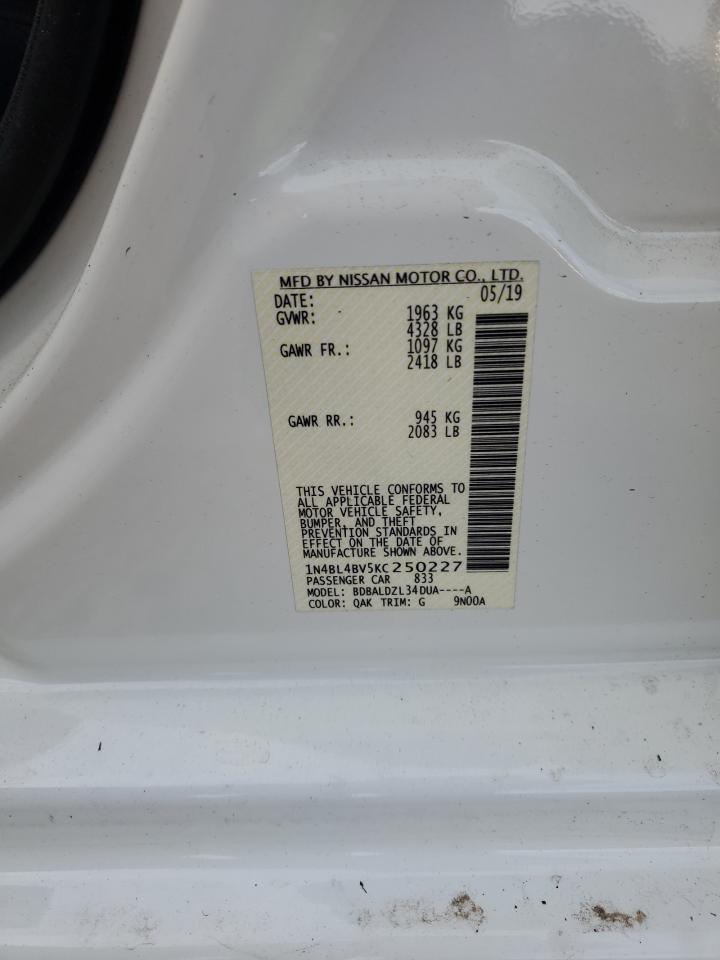 MFD BY NISSAN MOTOR CO., LTD.
DATE: 05/19
GVWR: 1963 KG
4328 LB
GAWR FR.: 1097 KG
2418 LB
GAWR RR.: 945 KG
2083 LB
THIS VEHICLE CONFORMS TO
ALL APPLICABLE FEDERAL
MOTOR VEHICLE SAFETY,
BUMPER, AND THEFT
PREVENTION STANDARDS IN
EFFECT ON THE DATE OF
MANUFACTURE SHOWN ABOVE.
1N4BL4BV5KC250227
PASSENGER CAR 833
MODEL: BDBALDZL34DUA----A
COLOR: QAK TRIM: G 9N00A